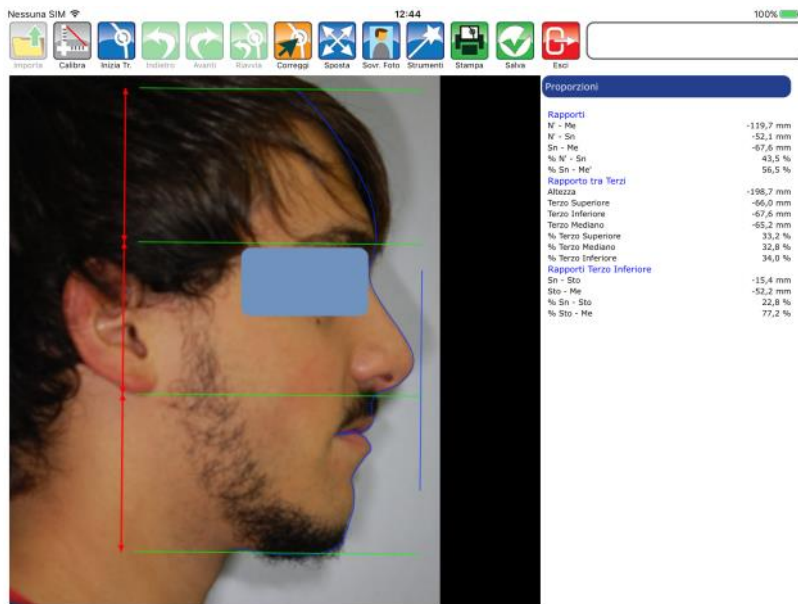 Nessuna SIM 12:44 100%
Importa Calibra Inizia Tr. Indietro Avanti Riavvia Correggi Sposta Sovr. Foto Strumenti Stampa Salva Esci
Proporzioni
Rapporti
N' - Me -119,7 mm
N' - Sn -52,1 mm
Sn - Me -67,6 mm
% N' - Sn 43,5 %
% Sn - Me' 56,5 %
Rapporto tra Terzi
Altezza -198,7 mm
Terzo Superiore -66,0 mm
Terzo Inferiore -67,6 mm
Terzo Mediano -65,2 mm
% Terzo Superiore 33,2 %
% Terzo Mediano 32,8 %
% Terzo Inferiore 34,0 %
Rapporti Terzo Inferiore
Sn - Sto -15,4 mm
Sto - Me -52,2 mm
% Sn - Sto 22,8 %
% Sto - Me 77,2 %